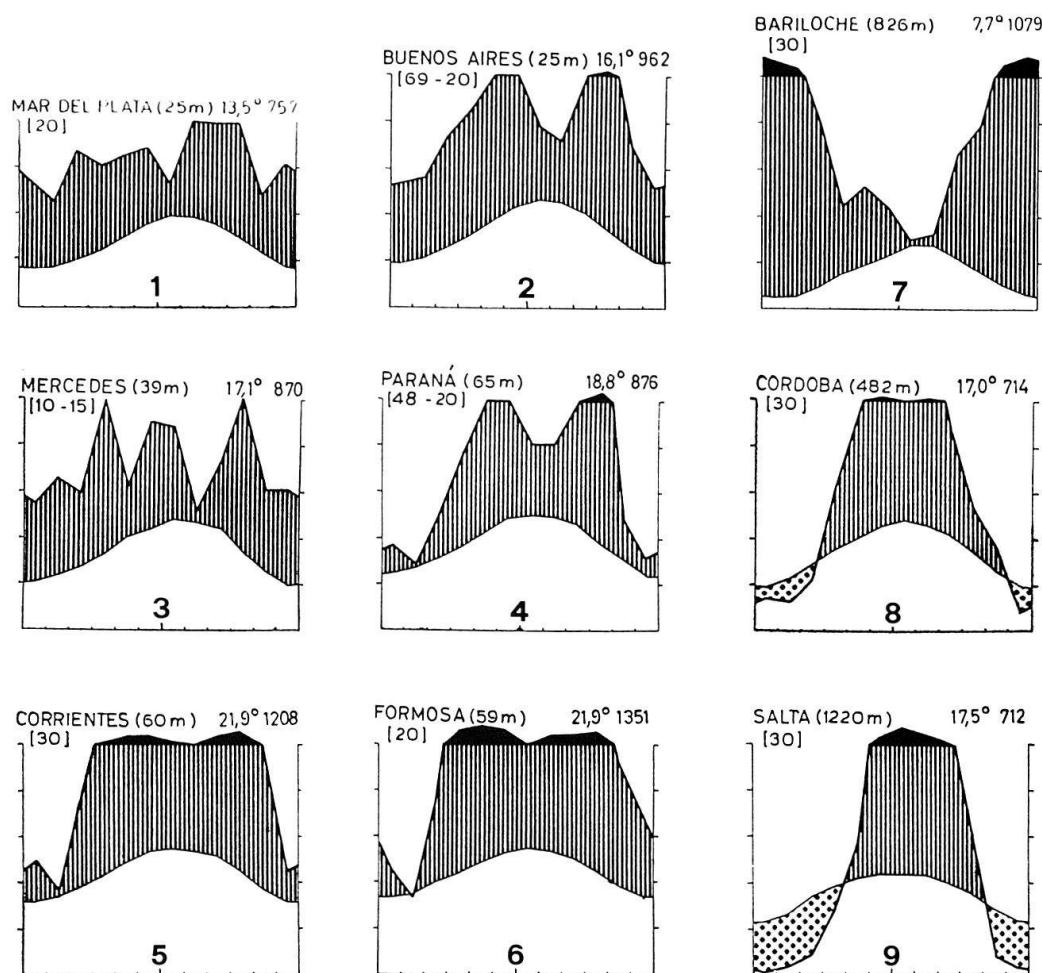 MAR DEL PLATA (25m) 13,5°
[20]
1
BUENOS AIRES (25m) 16,1° 962
[69 - 20]
2
BARILOCHE (826m) 7,7° 1079
[30]
7
MERCEDES (39m) 17,1° 870
[10 - 15]
3
PARANÁ (65m) 18,8° 876
[48 - 20]
4
CORDOBA (482m) 17,0° 714
[30]
8
CORRIENTES (60m) 21,9° 1208
[30]
5
FORMOSA (59m) 21,9° 1351
[20]
6
SALTA (1220m) 17,5° 712
[30]
9